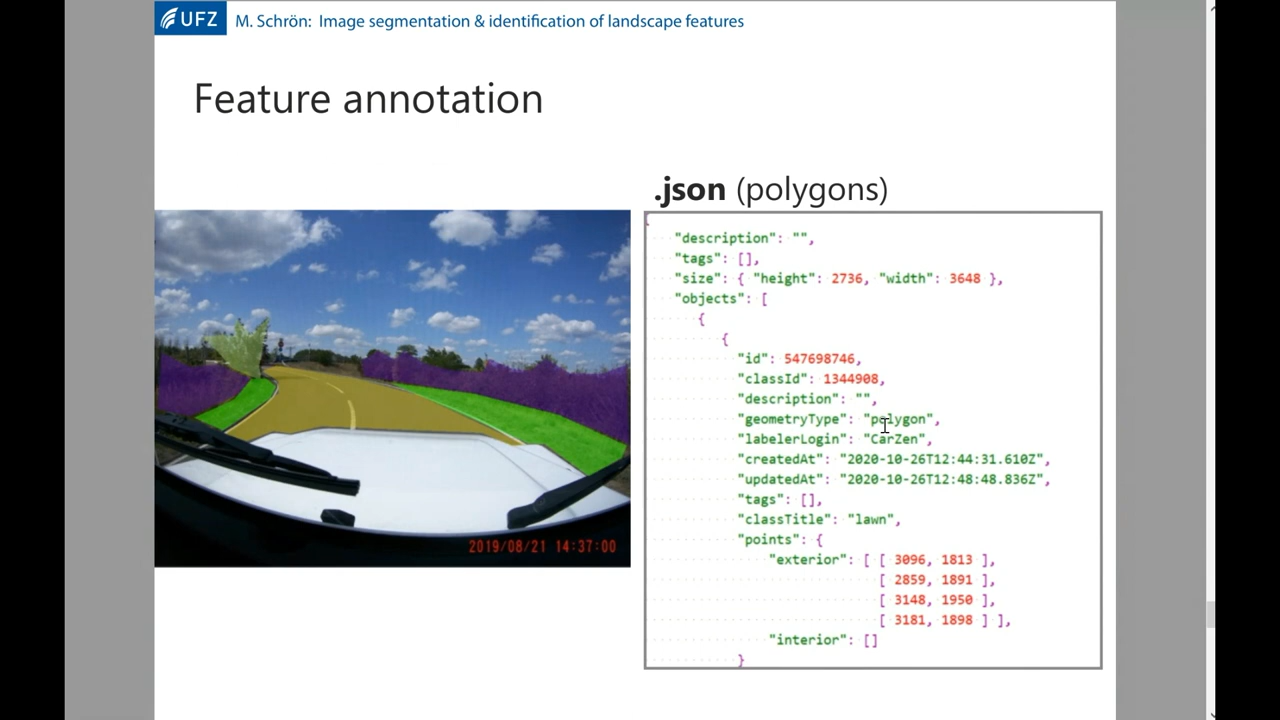 UFZ M. Schrön: Image segmentation & identification of landscape features
Feature annotation
.json (polygons)
{
"description": "",
"tags": [],
"size": { "height": 2736, "width": 3648 },
"objects": [
{
{
"id": 547698746,
"classId": 1344908,
"description": "",
"geometryType": "polygon",
"labelerLogin": "CarZen",
"createdAt": "2020-10-26T12:44:31.610Z",
"updatedAt": "2020-10-26T12:48:48.836Z",
"tags": [],
"classTitle": "lawn",
"points": {
"exterior": [ [ 3096, 1813 ],
[ 2859, 1891 ],
[ 3148, 1950 ],
[ 3181, 1898 ] ],
"interior": []
}
2019/08/21 14:37:00